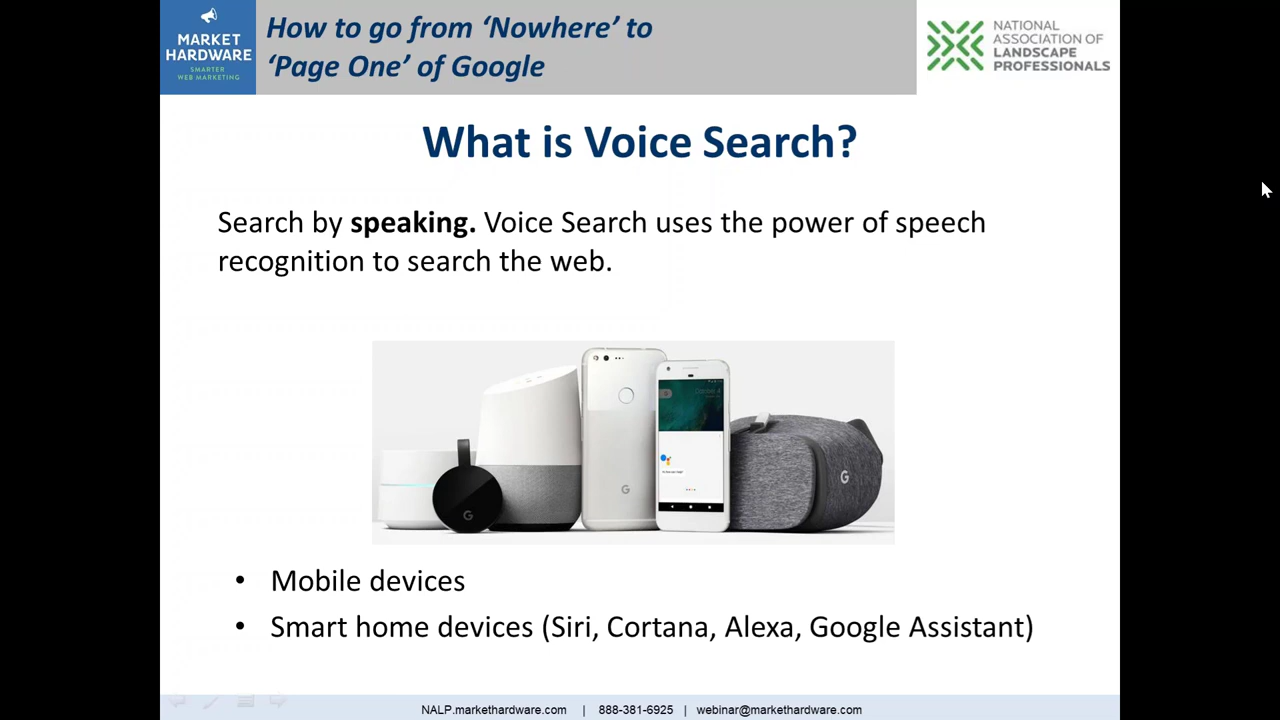 MARKET
HARDWARE
SMARTER
WEB MARKETING
How to go from ‘Nowhere’ to
‘Page One’ of Google
NATIONAL
ASSOCIATION OF
LANDSCAPE
PROFESSIONALS
What is Voice Search?
Search by speaking. Voice Search uses the power of speech
recognition to search the web.
G
G
G
• Mobile devices
• Smart home devices (Siri, Cortana, Alexa, Google Assistant)
NALP.markethardware.com | 888-381-6925 | webinar@markethardware.com